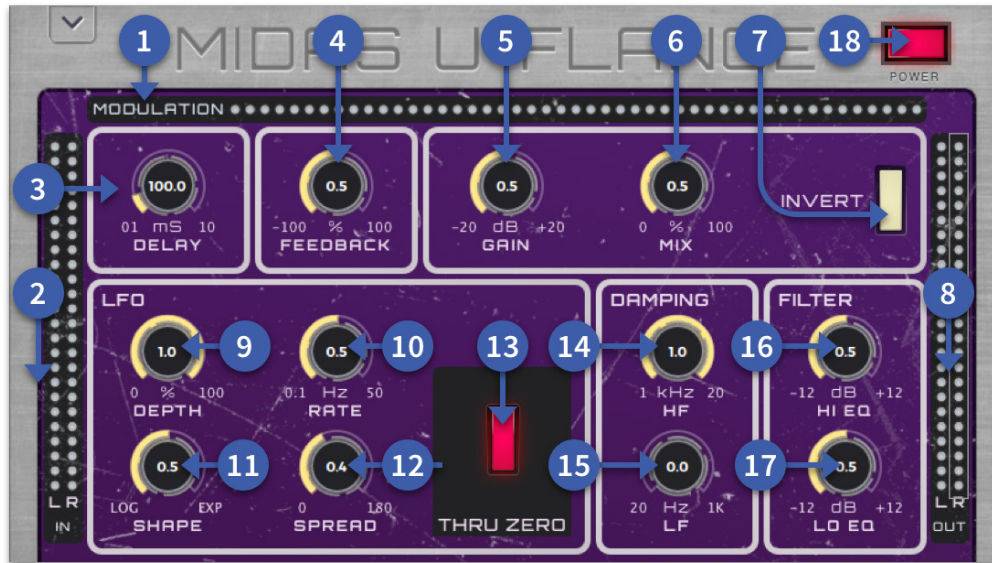 1 4 5 6 7 18
MIDAS U FLANGE
POWER
MODULATION
3 100.0 0.5 0.5 0.5 INVERT
01 mS 10 -100 % 100 -20 dB +20 0 % 100
DELAY FEEDBACK GAIN MIX
2 LFO DAMPING FILTER 8
1.0 9 0.5 10 13 14 1.0 16 0.5
0 % 100 0.1 Hz 50 1 kHz 20 -12 dB +12
DEPTH RATE HF HI EQ
0.5 11 0.4 12 15 0.0 17 0.5
L R LOG EXP 0 180 20 Hz 1K -12 dB +12 L R
IN SHAPE SPREAD THRU ZERO LF LO EQ OUT